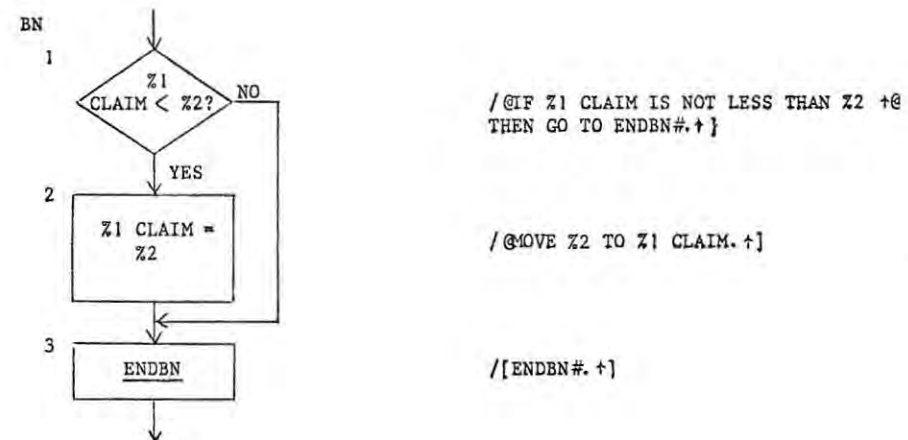 BN
1
%1
CLAIM < %2?
NO
/@IF %1 CLAIM IS NOT LESS THAN %2 ↑@
THEN GO TO ENDBN#.↑}
YES
2
%1 CLAIM =
%2
/@MOVE %2 TO %1 CLAIM.↑]
3
ENDBN
/[ENDBN#.↑]